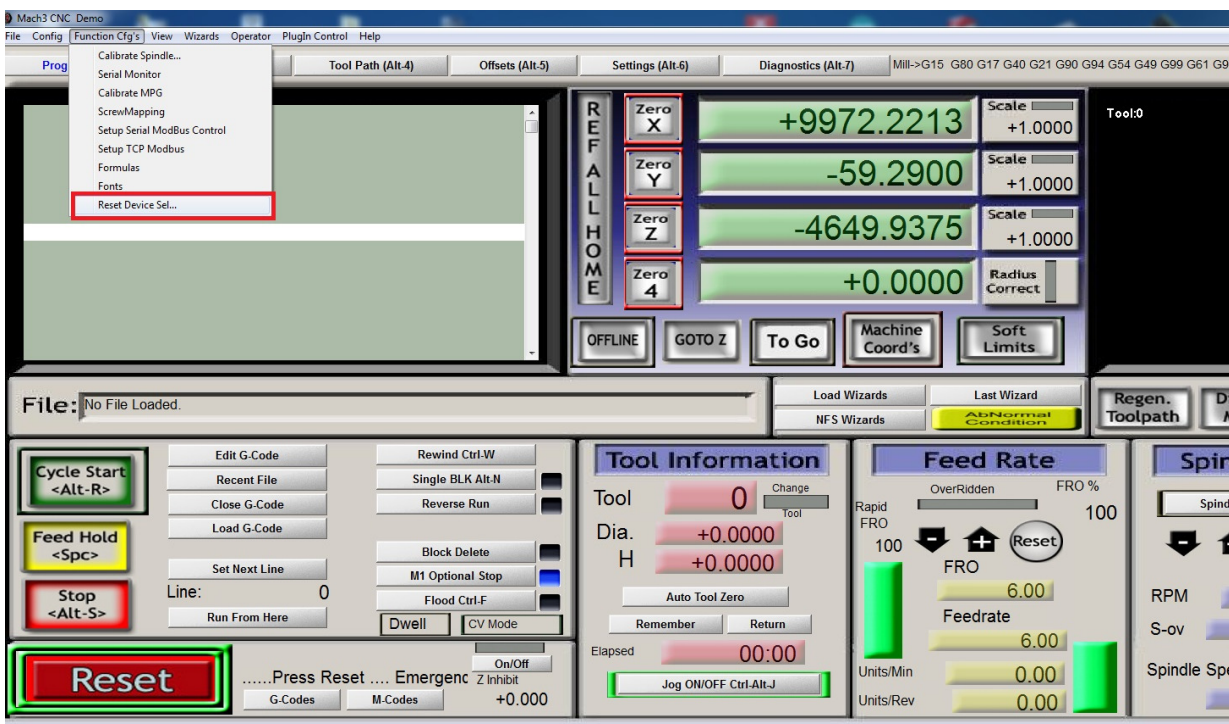 Mach3 CNC Demo
File Config Function Cfg's View Wizards Operator PlugIn Control Help
Calibrate Spindle...
Serial Monitor
Calibrate MPG
ScrewMapping
Setup Serial ModBus Control
Setup TCP Modbus
Formulas
Fonts
Reset Device Sel...
Prog
Tool Path (Alt-4)
Offsets (Alt-5)
Settings (Alt-6)
Diagnostics (Alt-7)
Mill->G15 G80 G17 G40 G21 G90 G94 G54 G49 G99 G61 G9
REF ALL HOME
Zero X
+9972.2213
Scale
+1.0000
Zero Y
-59.2900
Scale
+1.0000
Zero Z
-4649.9375
Scale
+1.0000
Zero 4
+0.0000
Radius Correct
OFFLINE
GOTO Z
To Go
Machine Coord's
Soft Limits
Tool:0
File: No File Loaded.
Load Wizards
Last Wizard
NFS Wizards
AbNormal Condition
Regen. Toolpath
Cycle Start <Alt-R>
Feed Hold <Spc>
Stop <Alt-S>
Edit G-Code
Recent File
Close G-Code
Load G-Code
Set Next Line
Line: 0
Run From Here
Rewind Ctrl-W
Single BLK Alt-N
Reverse Run
Block Delete
M1 Optional Stop
Flood Ctrl-F
Dwell
CV Mode
Reset
......Press Reset .... Emergenc
G-Codes
M-Codes
On/Off
Z Inhibit
+0.000
Tool Information
Tool 0
Change
Tool
Dia. +0.0000
H +0.0000
Auto Tool Zero
Remember
Return
Elapsed 00:00
Jog ON/OFF Ctrl-Alt-J
Feed Rate
OverRidden
FRO %
100
Rapid
FRO
100
Reset
FRO
6.00
Feedrate
6.00
Units/Min 0.00
Units/Rev 0.00
Spin
Spind
RPM
S-ov
Spindle Spe